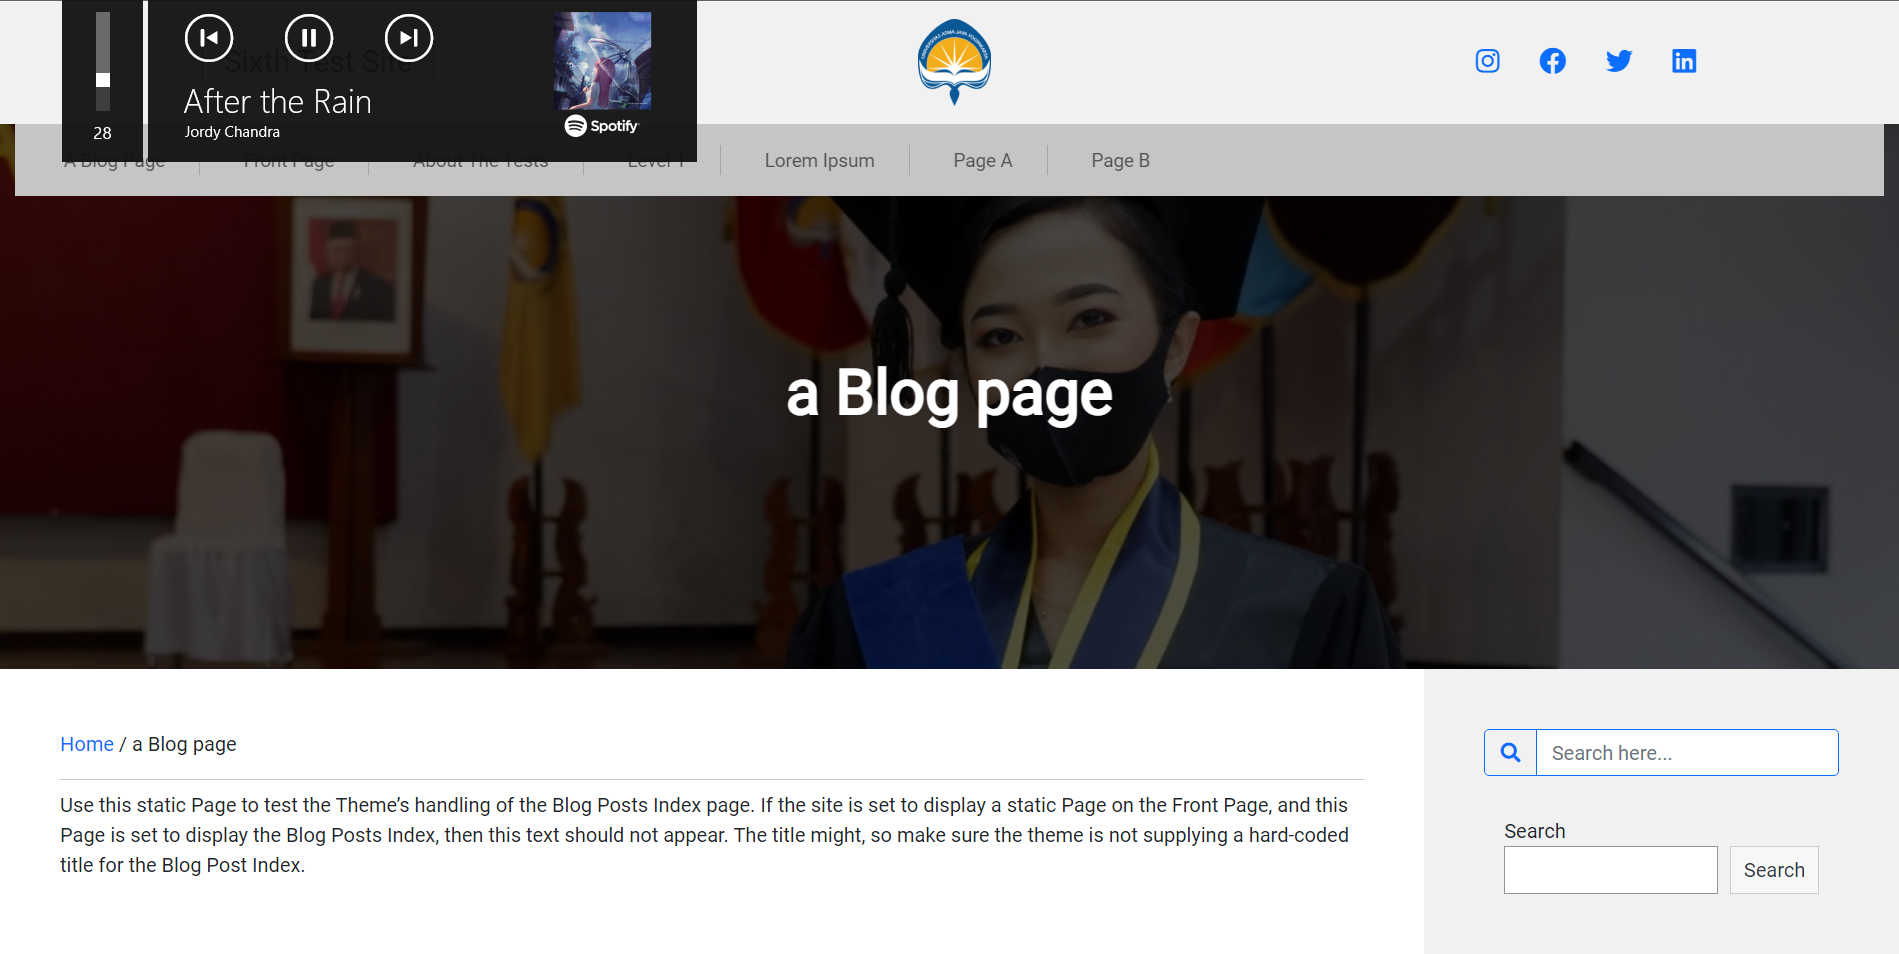 Sixth Test Site
28
After the Rain
Jordy Chandra
Spotify
A Blog Page
Front Page
About The Tests
Level 1
Lorem Ipsum
Page A
Page B
a Blog page
Home / a Blog page
Use this static Page to test the Theme’s handling of the Blog Posts Index page. If the site is set to display a static Page on the Front Page, and this
Page is set to display the Blog Posts Index, then this text should not appear. The title might, so make sure the theme is not supplying a hard-coded
title for the Blog Post Index.
Search here...
Search
Search